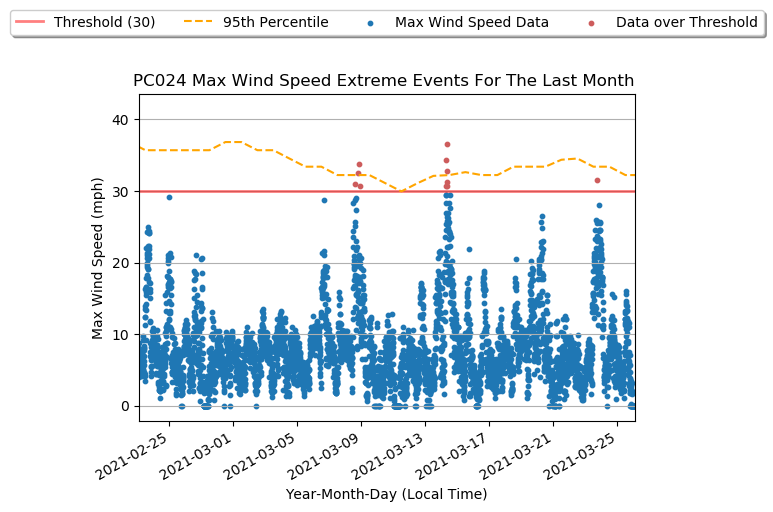 Threshold (30) 95th Percentile Max Wind Speed Data Data over Threshold
PC024 Max Wind Speed Extreme Events For The Last Month
Max Wind Speed (mph)
40
30
20
10
0
2021-02-25 2021-03-01 2021-03-05 2021-03-09 2021-03-13 2021-03-17 2021-03-21 2021-03-25
Year-Month-Day (Local Time)